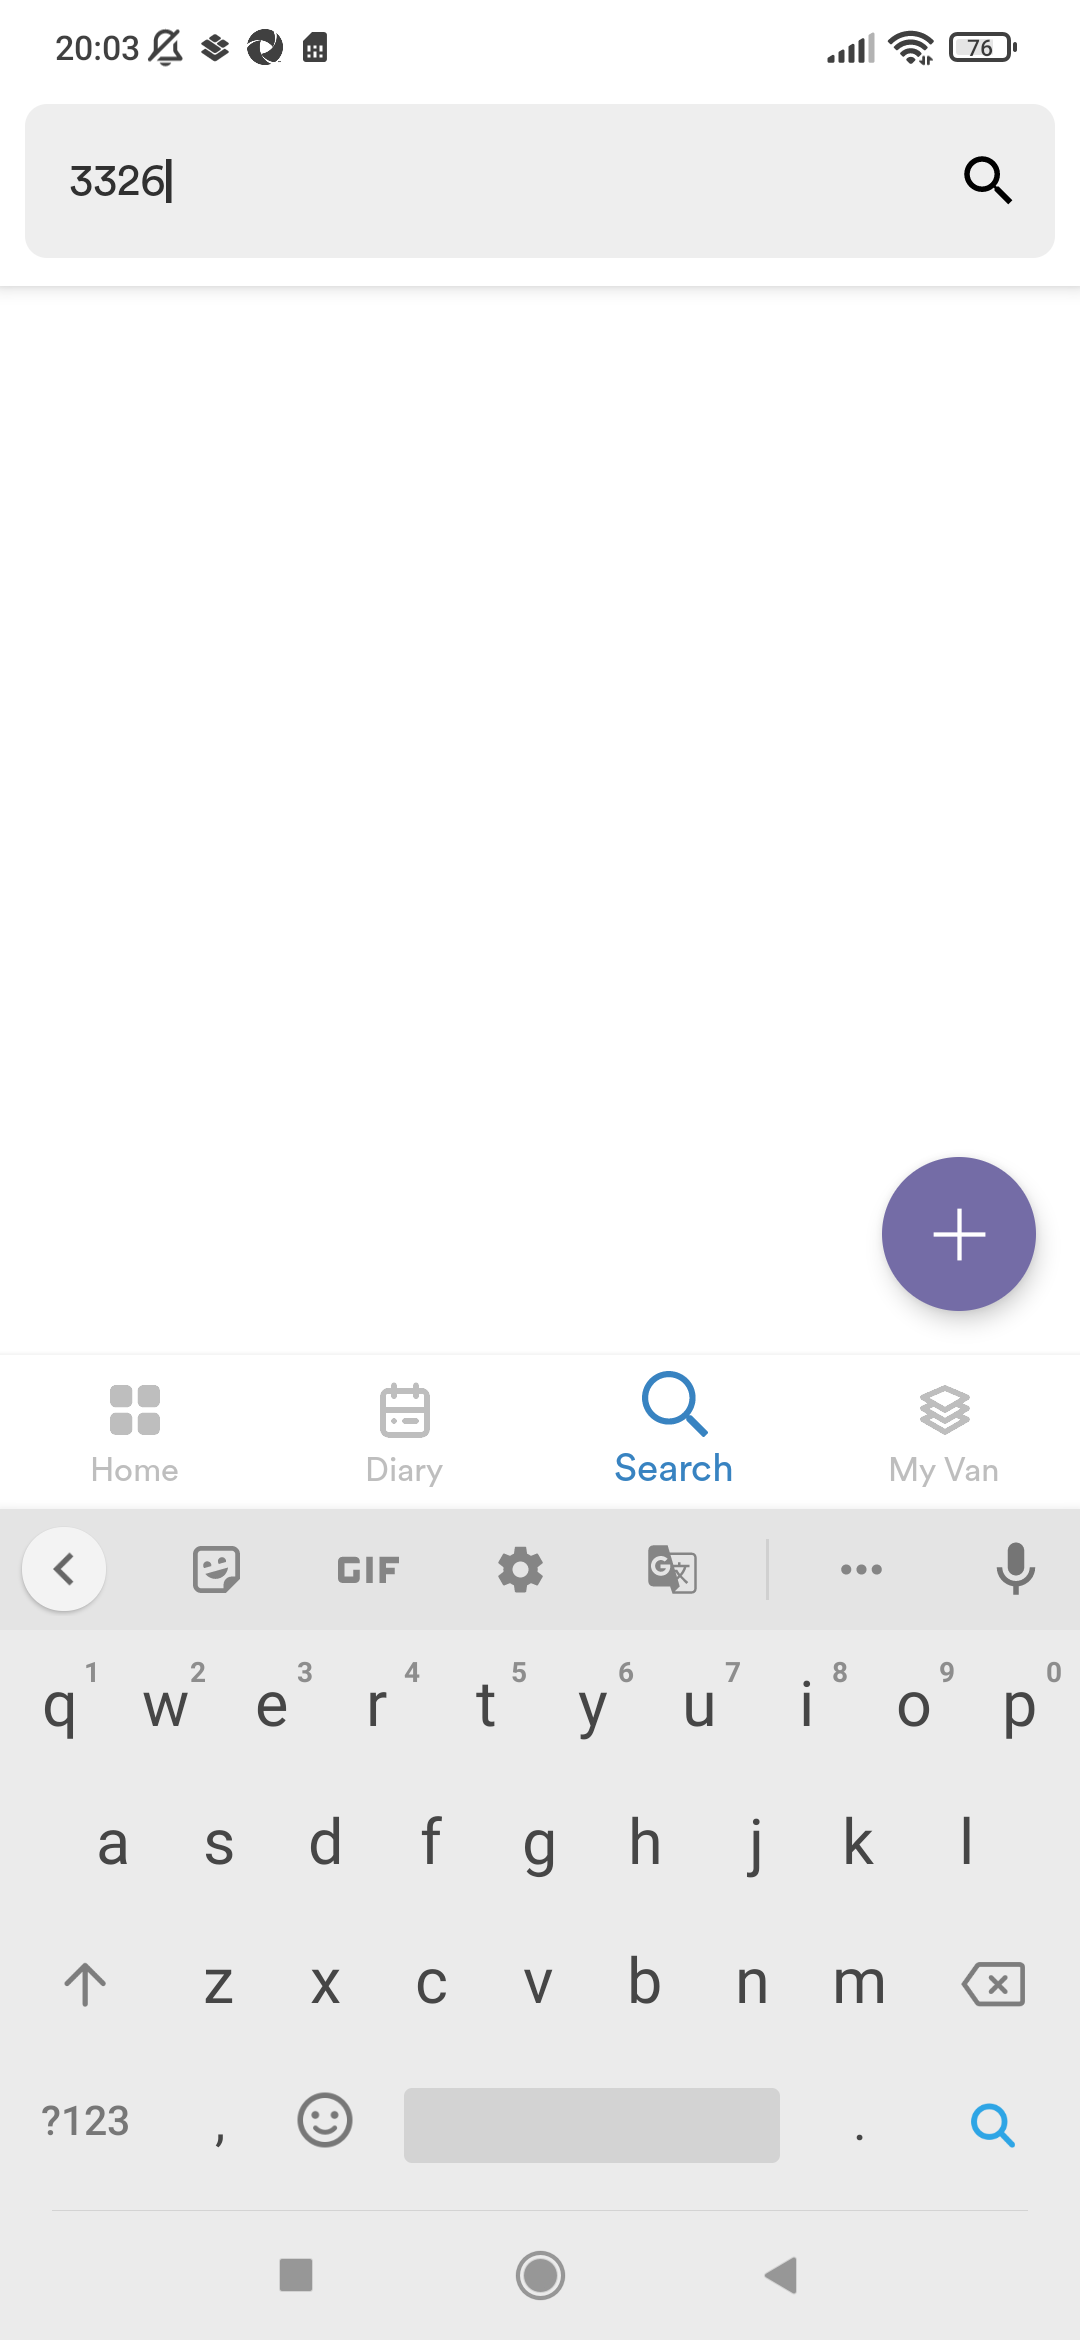 20:03 76
3326
Home Diary Search My Van
GIF G 文
1 2 3 4 5 6 7 8 9 0
q w e r t y u i o p
a s d f g h j k l
z x c v b n m
?123 , .